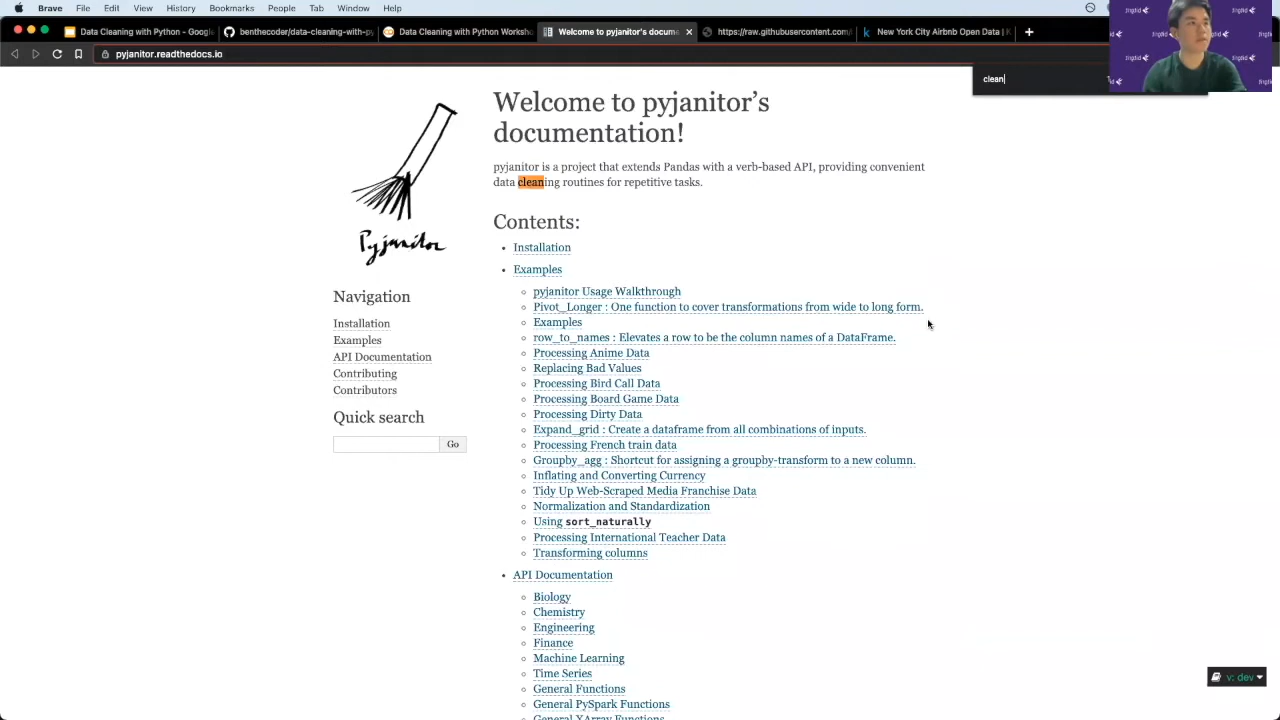 Brave File Edit View History Bookmarks People Tab Window Help
Data Cleaning with Python - Google
benthecoder/data-cleaning-with-py
Data Cleaning with Python Worksho
Welcome to pyjanitor's docume
https://raw.githubusercontent.com/
New York City Airbnb Open Data | K
pyjanitor.readthedocs.io
clean
Pyjanitor
Navigation
Installation
Examples
API Documentation
Contributing
Contributors
Quick search
Go
Welcome to pyjanitor’s
documentation!
pyjanitor is a project that extends Pandas with a verb-based API, providing convenient
data cleaning routines for repetitive tasks.
Contents:
Installation
Examples
pyjanitor Usage Walkthrough
Pivot_Longer : One function to cover transformations from wide to long form.
Examples
row_to_names : Elevates a row to be the column names of a DataFrame.
Processing Anime Data
Replacing Bad Values
Processing Bird Call Data
Processing Board Game Data
Processing Dirty Data
Expand_grid : Create a dataframe from all combinations of inputs.
Processing French train data
Groupby_agg : Shortcut for assigning a groupby-transform to a new column.
Inflating and Converting Currency
Tidy Up Web-Scraped Media Franchise Data
Normalization and Standardization
Using sort_naturally
Processing International Teacher Data
Transforming columns
API Documentation
Biology
Chemistry
Engineering
Finance
Machine Learning
Time Series
General Functions
General PySpark Functions
General XArray Functions
v: dev